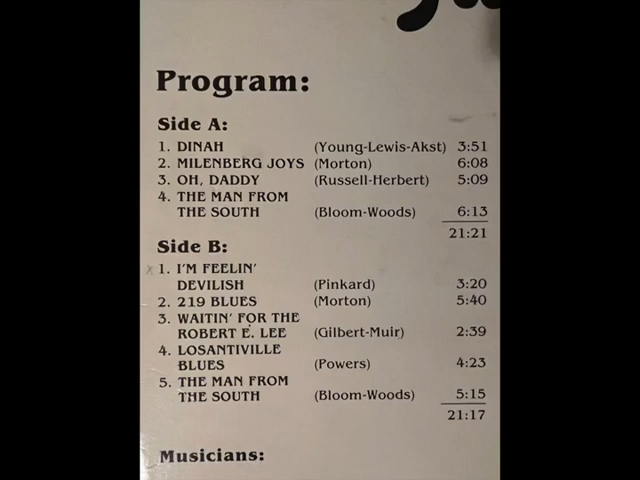 Program:
Side A:
1. DINAH (Young-Lewis-Akst) 3:51
2. MILENBERG JOYS (Morton) 6:08
3. OH, DADDY (Russell-Herbert) 5:09
4. THE MAN FROM
THE SOUTH (Bloom-Woods) 6:13
21:21
Side B:
x 1. I'M FEELIN'
DEVILISH (Pinkard) 3:20
2. 219 BLUES (Morton) 5:40
3. WAITIN' FOR THE
ROBERT E. LEE (Gilbert-Muir) 2:39
4. LOSANTIVILLE
BLUES (Powers) 4:23
5. THE MAN FROM
THE SOUTH (Bloom-Woods) 5:15
21:17
Musicians: